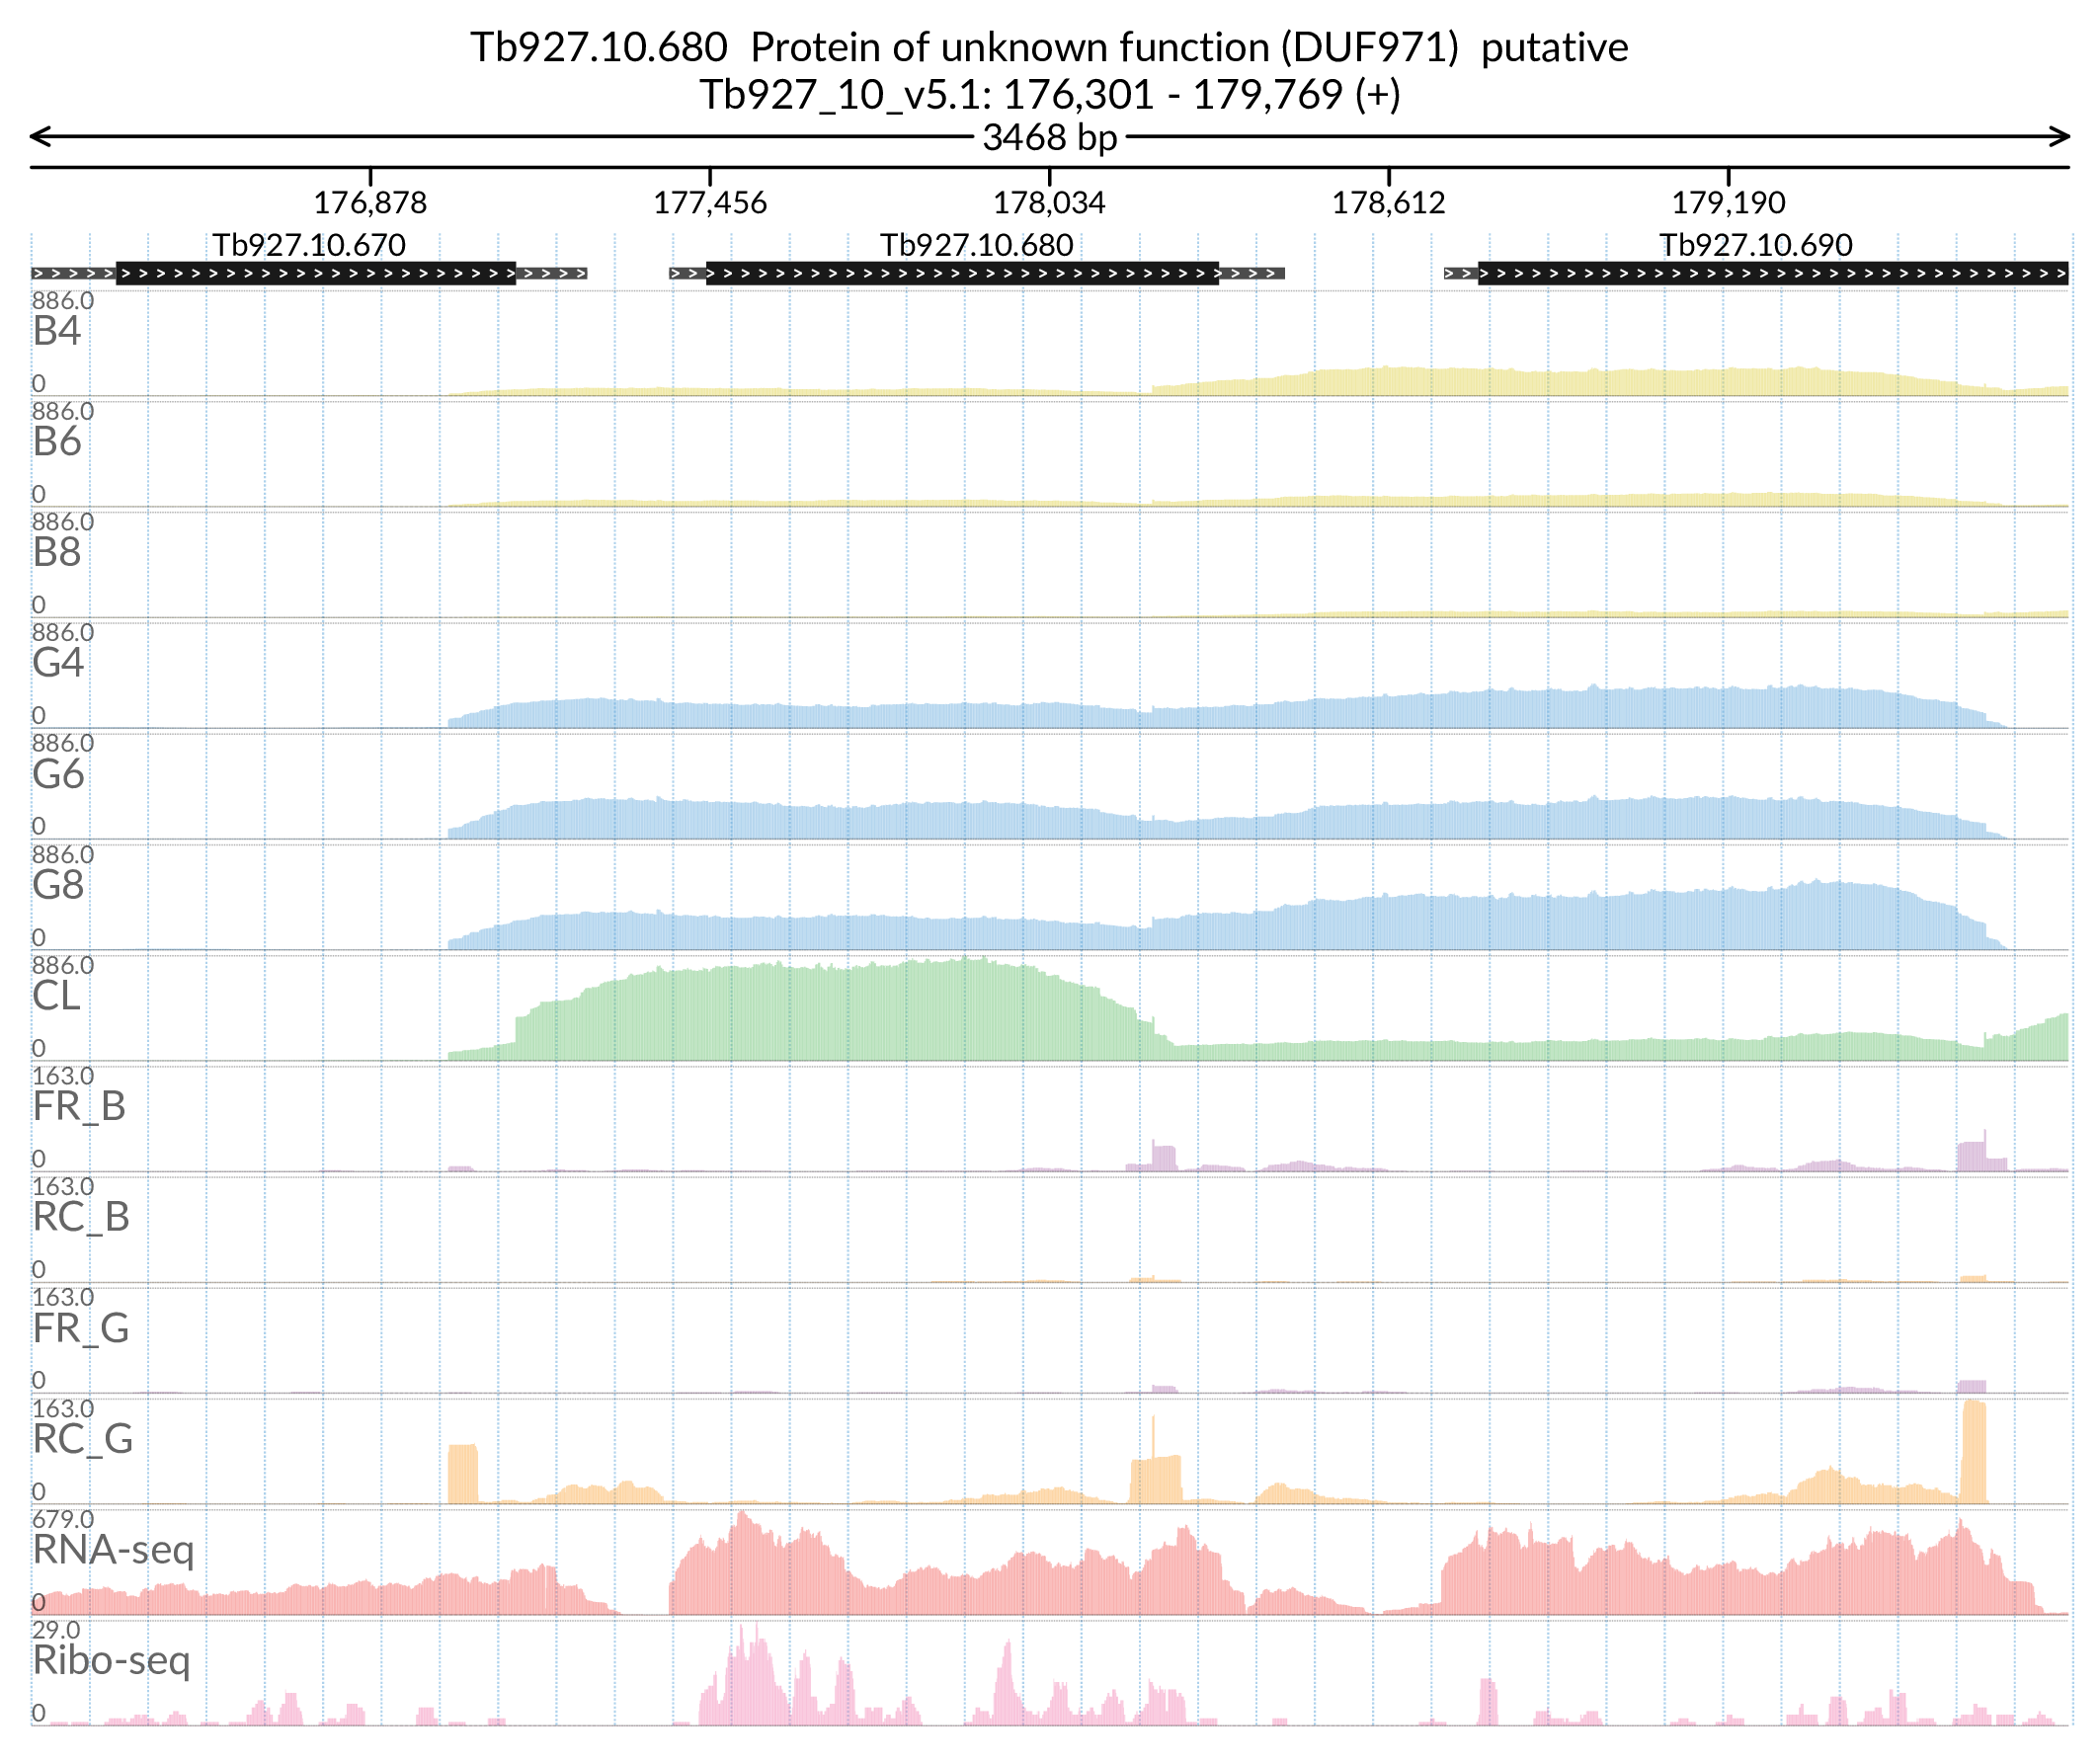 Tb927.10.680  Protein of unknown function (DUF971)  putative
Tb927_10_v5.1: 176,301 - 179,769 (+)
3468 bp
176,878 177,456 178,034 178,612 179,190
Tb927.10.670 Tb927.10.680 Tb927.10.690
886.0
B4
0
886.0
B6
0
886.0
B8
0
886.0
G4
0
886.0
G6
0
886.0
G8
0
886.0
CL
0
163.0
FR_B
0
163.0
RC_B
0
163.0
FR_G
0
163.0
RC_G
0
679.0
RNA-seq
0
29.0
Ribo-seq
0